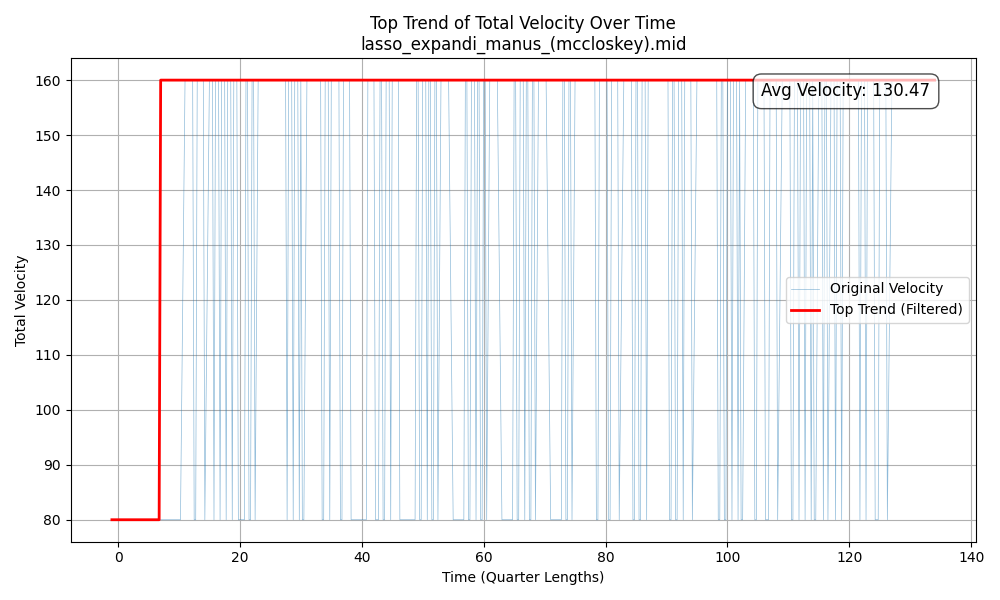 Top Trend of Total Velocity Over Time
lasso_expandi_manus_(mccloskey).mid
Total Velocity
160
150
140
130
120
110
100
90
80
Avg Velocity: 130.47
Original Velocity
Top Trend (Filtered)
0 20 40 60 80 100 120 140
Time (Quarter Lengths)